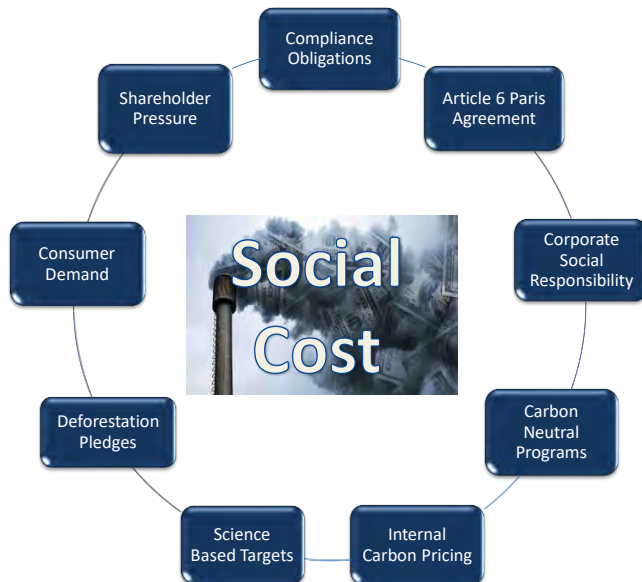 Compliance
Obligations
Article 6 Paris
Agreement
Corporate
Social
Responsibility
Carbon
Neutral
Programs
Internal
Carbon Pricing
Science
Based Targets
Deforestation
Pledges
Consumer
Demand
Shareholder
Pressure
Social
Cost